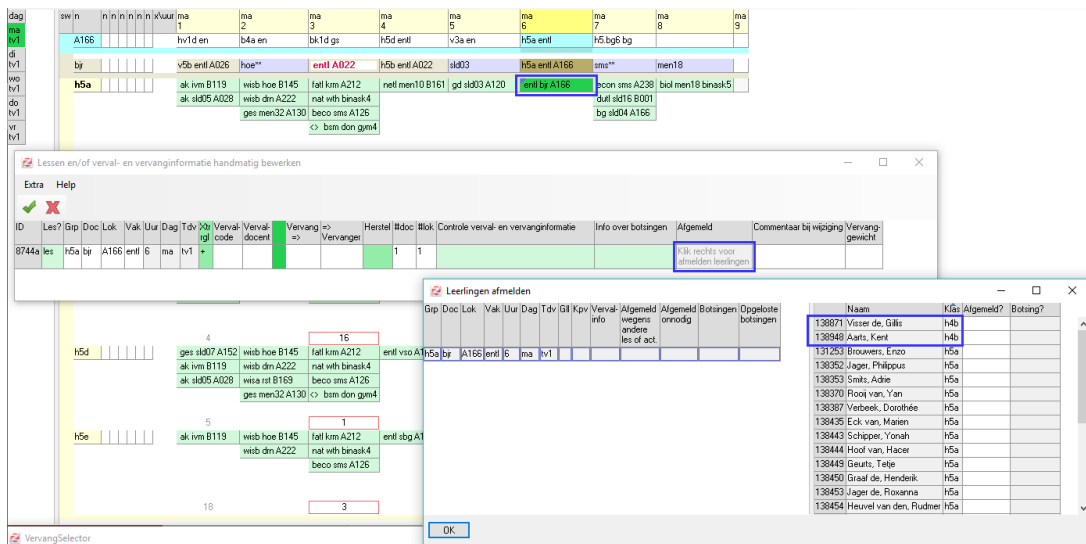 dag sw n n n n n n n x\uur ma ma ma ma ma ma ma ma ma
1 2 3 4 5 6 7 8 9
ma
tv1
A166 hv1d en b4a en bk1d gs h5d entl v3a en h5a entl h5.bg6 bg
di
tv1
bjr v5b entl A026 hoe** entl A022 h5b entl A022 sld03 h5a entl A166 sms** men18
wo
tv1
h5a ak ivm B119 wisb hoe B145 fatl krm A212 netl men10 B161 gd sld03 A120 entl bjr A166 econ sms A238 biol men18 binask5
do
tv1
ak sld05 A028 wisb drn A222 nat wth binask4 dutl sld16 B001
ges men32 A130 beco sms A126 bg sld04 A166
vr
tv1
<> bsm don gym4
Lessen en/of verval- en vervanginformatie handmatig bewerken
Extra Help
ID Les? Grp Doc Lok Vak Uur Dag Tdv Xtr rgl Verval-code Verval-docent Vervang => => Vervanger Herstel #doc #lok Controle verval- en vervanginformatie Info over botsingen Afgemeld Commentaar bij wijziging Vervang-gewicht
8744a les h5a bjr A166 entl 6 ma tv1 + 1 1 Klik rechts voor
afmelden leerlingen
Leerlingen afmelden
Grp Doc Lok Vak Uur Dag Tdv Gll Kpv Verval-info Afgemeld wegens andere les of act. Afgemeld onnodig Botsingen Opgeloste botsingen
h5a bjr A166 entl 6 ma tv1
Naam Klas Afgemeld? Botsing?
138871 Visser de, Gillis h4b
138948 Aarts, Kent h4b
131253 Brouwers, Enzo h5a
138352 Jager, Philippus h5a
138353 Smits, Adrie h5a
138370 Rooij van, Yan h5a
138387 Verbeek, Dorothée h5a
138435 Eck van, Marien h5a
138443 Schipper, Yonah h5a
138444 Hoof van, Hacer h5a
138449 Geurts, Tetje h5a
138450 Graaf de, Henderik h5a
138453 Jager de, Roxanna h5a
138454 Heuvel van den, Rudmer h5a
OK
4 16
h5d ges sld07 A152 wisb hoe B145 fatl krm A212 entl vso A1
ak ivm B119 wisb drn A222 nat wth binask4
ak sld05 A028 wisa rst B169 beco sms A126
ges men32 A130 <> bsm don gym4
5 1
h5e ak ivm B119 wisb hoe B145 fatl krm A212 entl sbg A1
wisb drn A222 nat wth binask4
beco sms A126
18 3
VervangSelector